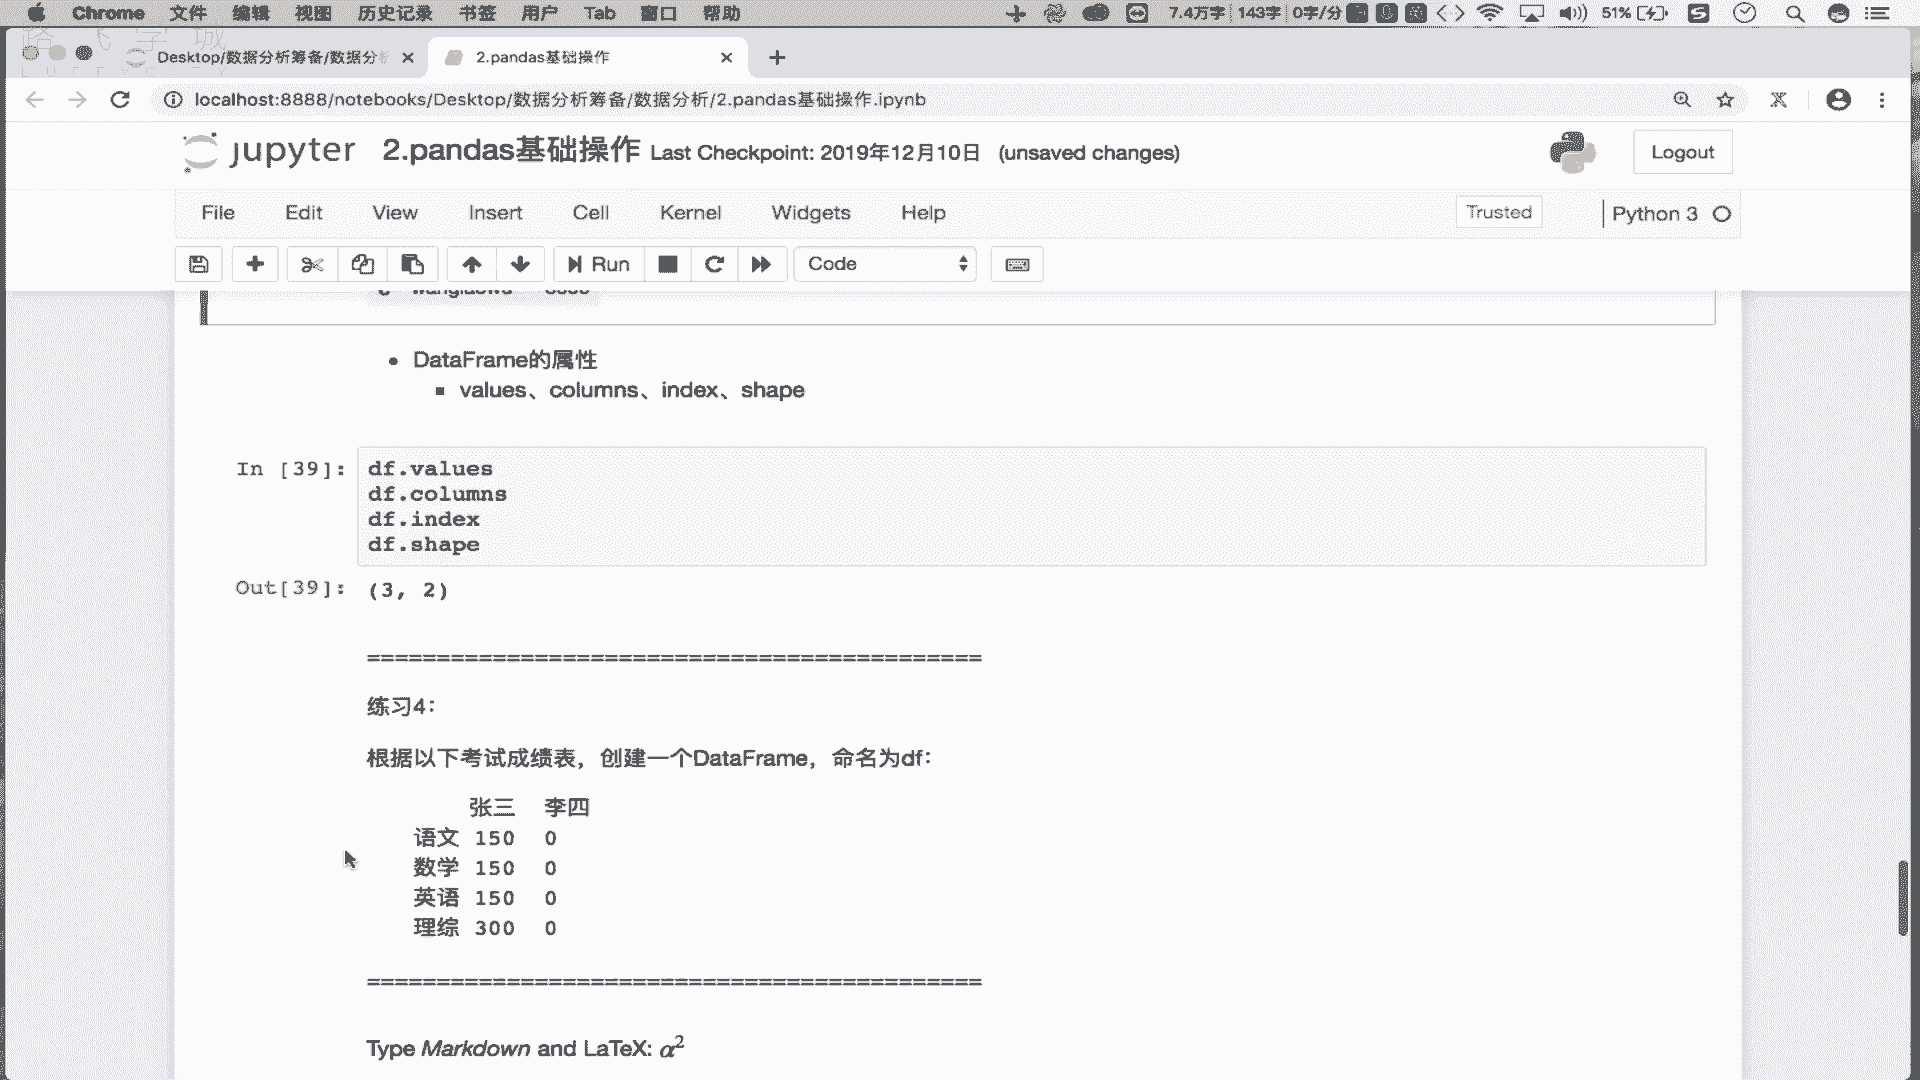 Chrome 文件 编辑 视图 历史记录 书签 用户 Tab 窗口 帮助 7.4万字 143字 0字/分 51%
Desktop/数据分析筹备/数据分析 2.pandas基础操作
localhost:8888/notebooks/Desktop/数据分析筹备/数据分析/2.pandas基础操作.ipynb
jupyter 2.pandas基础操作 Last Checkpoint: 2019年12月10日 (unsaved changes) Logout
File Edit View Insert Cell Kernel Widgets Help Trusted Python 3
Run Code
DataFrame的属性
values、columns、index、shape
In [39]: df.values
df.columns
df.index
df.shape
Out[39]: (3, 2)
============================================
练习4：
根据以下考试成绩表，创建一个DataFrame，命名为df：
张三 李四
语文 150 0
数学 150 0
英语 150 0
理综 300 0
============================================
Type Markdown and LaTeX: α²